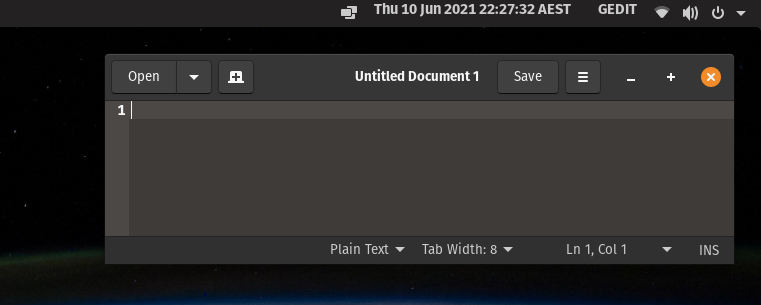 Thu 10 Jun 2021 22:27:32 AEST GEDIT
Open Untitled Document 1 Save
1
Plain Text Tab Width: 8 Ln 1, Col 1 INS